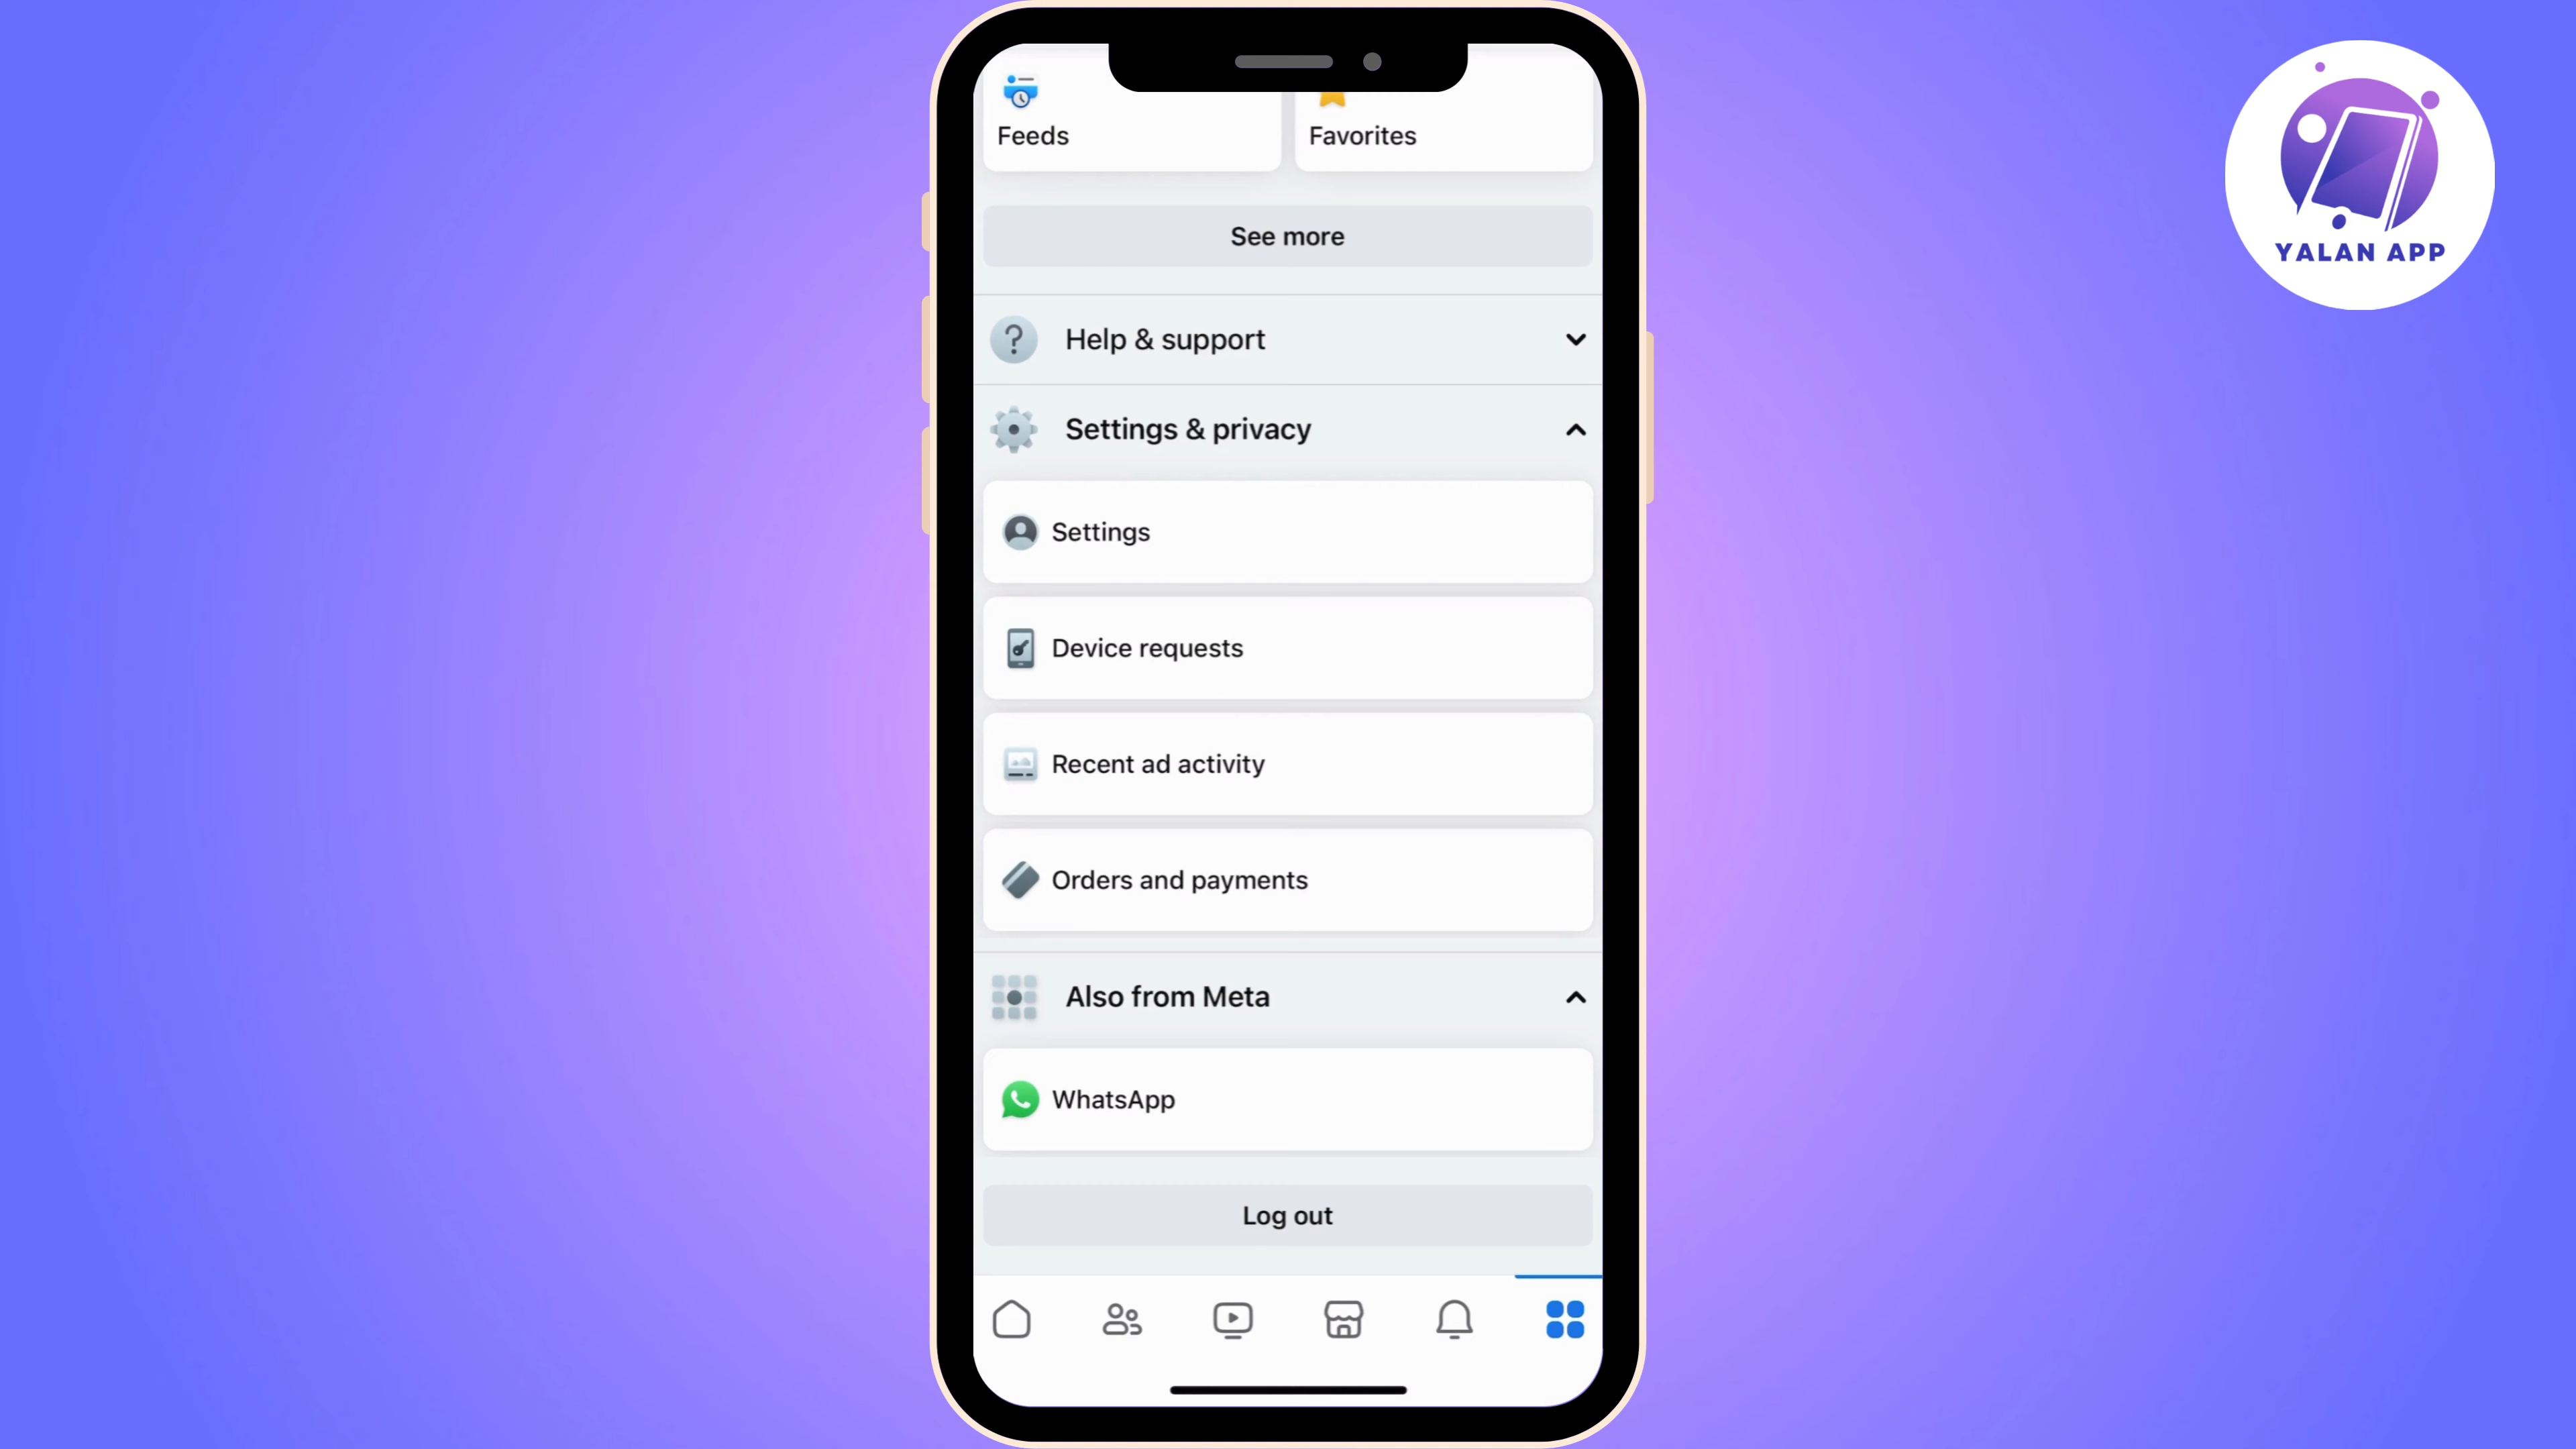 YALAN APP
Feeds
Favorites
See more
Help & support
Settings & privacy
Settings
Device requests
Recent ad activity
Orders and payments
Also from Meta
WhatsApp
Log out